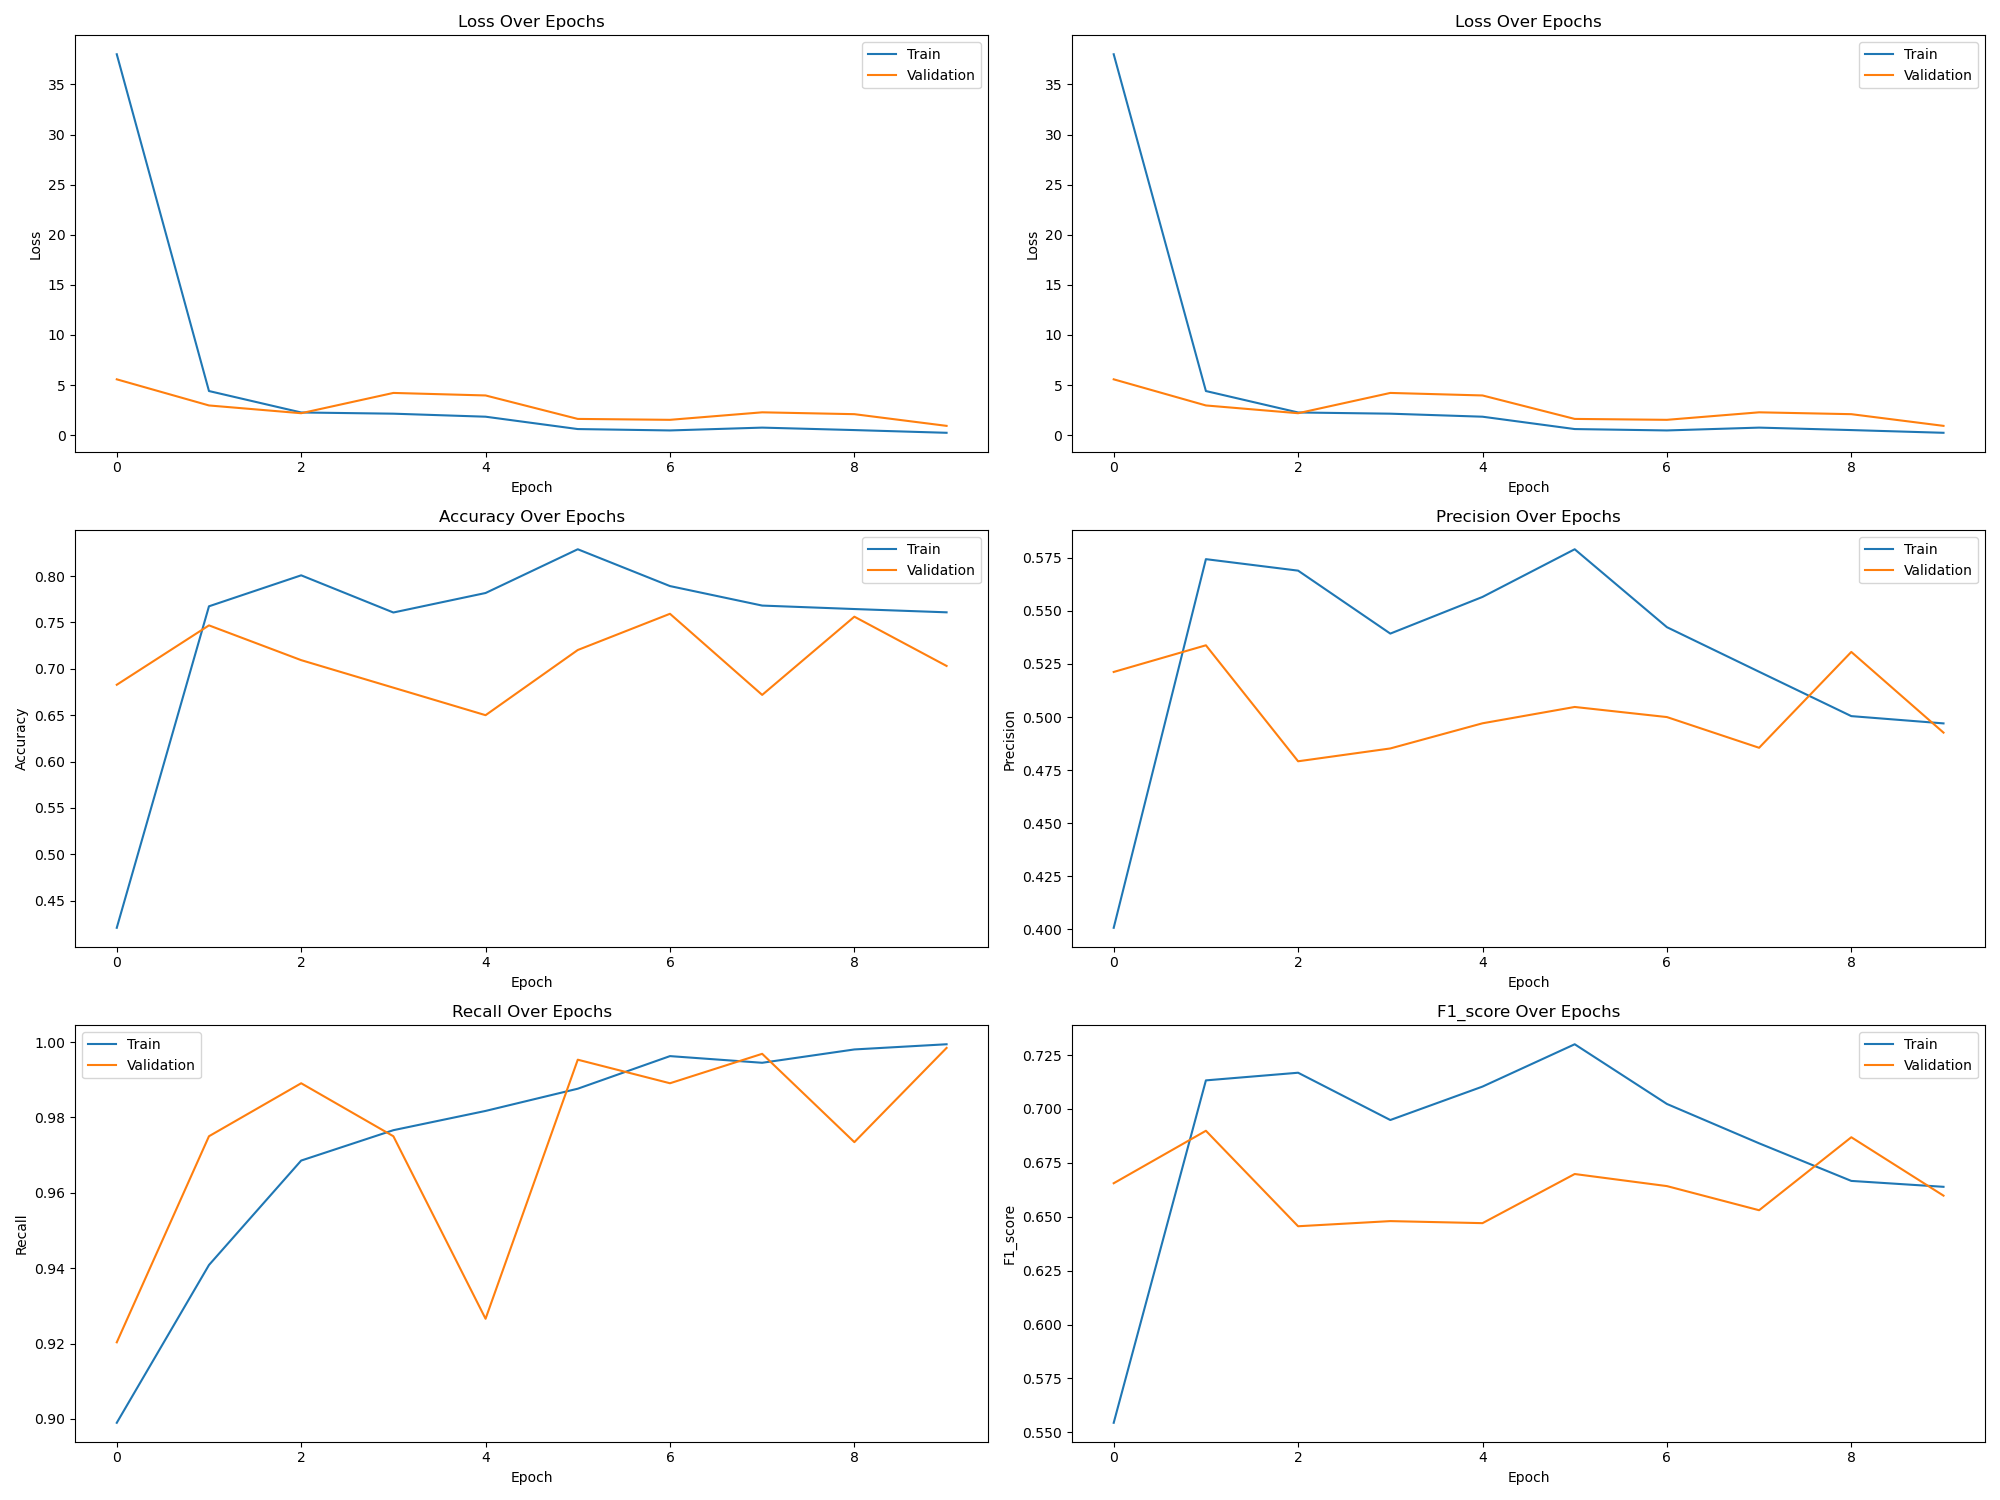 Loss Over Epochs
Train
Validation
35
30
25
20
15
10
5
0
Loss
0 2 4 6 8
Epoch
Loss Over Epochs
Train
Validation
35
30
25
20
15
10
5
0
Loss
0 2 4 6 8
Epoch
Accuracy Over Epochs
Train
Validation
0.80
0.75
0.70
0.65
0.60
0.55
0.50
0.45
Accuracy
0 2 4 6 8
Epoch
Precision Over Epochs
Train
Validation
0.575
0.550
0.525
0.500
0.475
0.450
0.425
0.400
Precision
0 2 4 6 8
Epoch
Recall Over Epochs
Train
Validation
1.00
0.98
0.96
0.94
0.92
0.90
Recall
0 2 4 6 8
Epoch
F1_score Over Epochs
Train
Validation
0.725
0.700
0.675
0.650
0.625
0.600
0.575
0.550
F1_score
0 2 4 6 8
Epoch